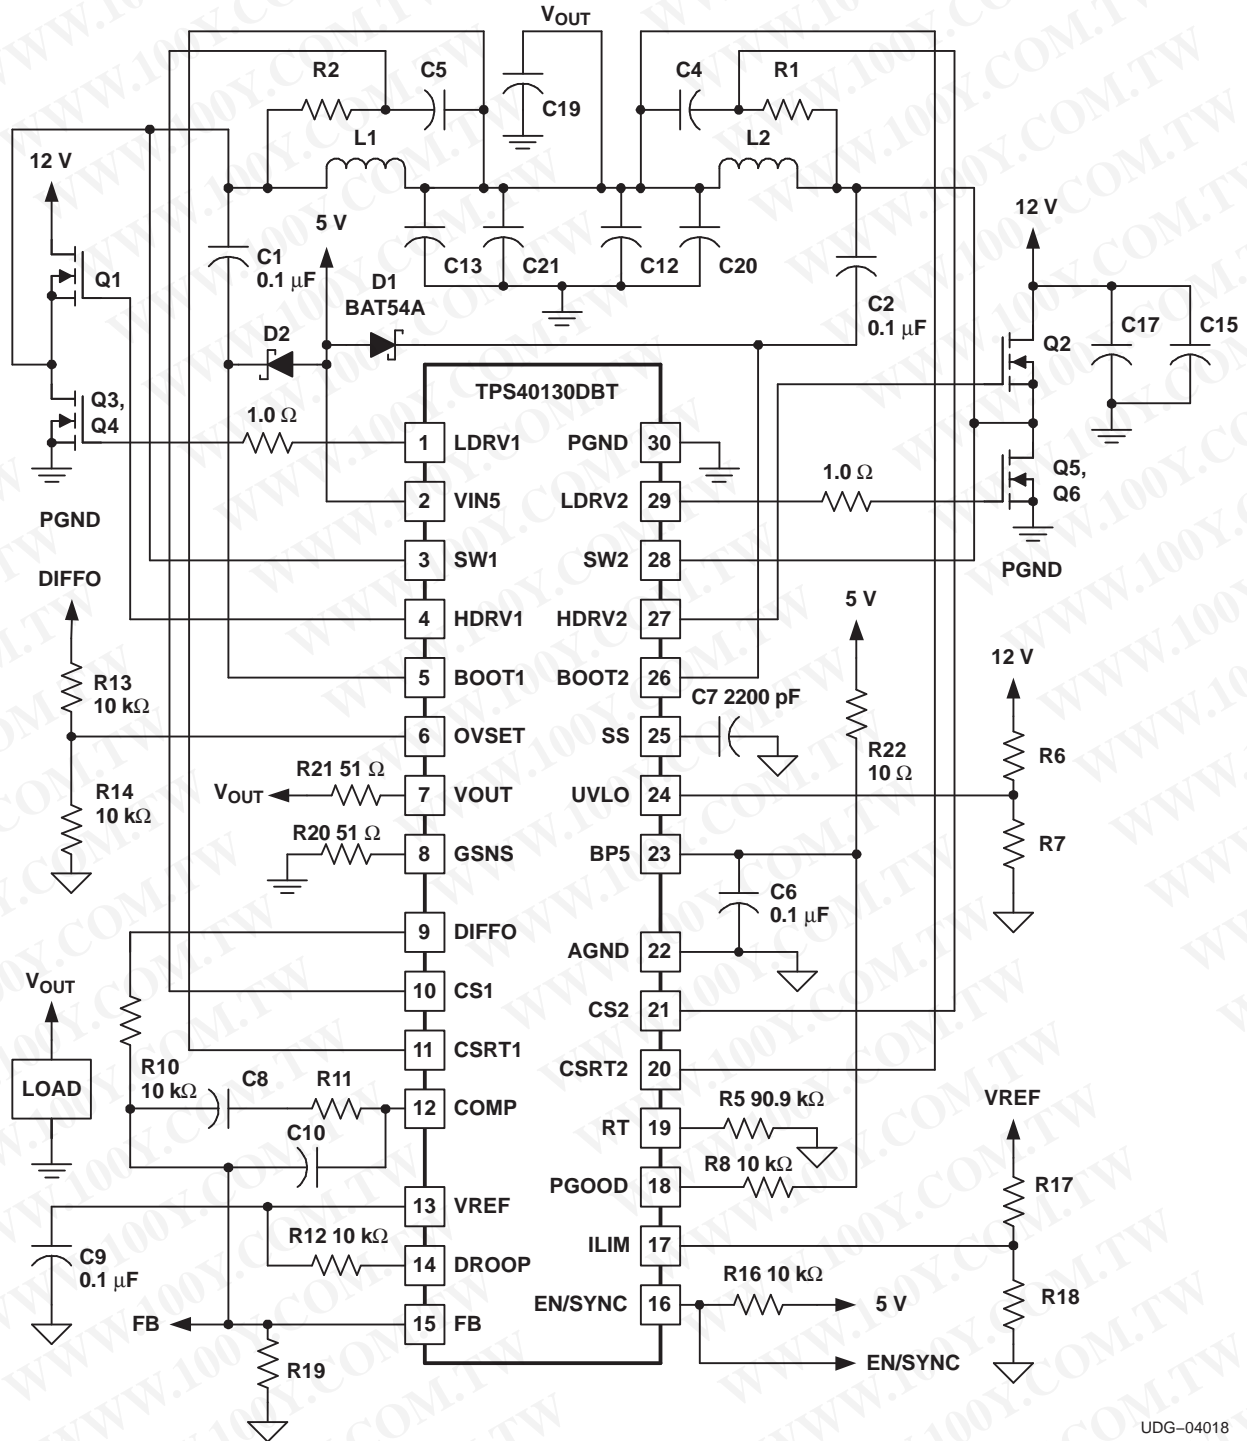 VOUT
R2
C5
C19
C4
R1
L1
L2
12 V
5 V
12 V
Q1
C1
0.1 µF
D1
BAT54A
C13
C21
C12
C20
C2
0.1 µF
C17
C15
Q2
D2
TPS40130DBT
Q3,
Q4
1.0 Ω
1 LDRV1
PGND 30
1.0 Ω
Q5,
Q6
2 VIN5
LDRV2 29
PGND
3 SW1
SW2 28
PGND
DIFFO
4 HDRV1
HDRV2 27
5 V
12 V
5 BOOT1
BOOT2 26
R13
10 kΩ
C7 2200 pF
6 OVSET
SS 25
R22
10 Ω
R6
R21 51 Ω
VOUT
7 VOUT
UVLO 24
R14
10 kΩ
R20 51 Ω
8 GSNS
BP5 23
R7
C6
0.1 µF
9 DIFFO
AGND 22
VOUT
10 CS1
CS2 21
11 CSRT1
CSRT2 20
LOAD
R10
10 kΩ
C8
R11
12 COMP
R5 90.9 kΩ
VREF
RT 19
C10
R8 10 kΩ
PGOOD 18
R17
13 VREF
R12 10 kΩ
ILIM 17
C9
0.1 µF
14 DROOP
R16 10 kΩ
EN/SYNC 16
5 V
R18
FB
15 FB
EN/SYNC
R19
UDG–04018
WWW.100Y.COM.TW